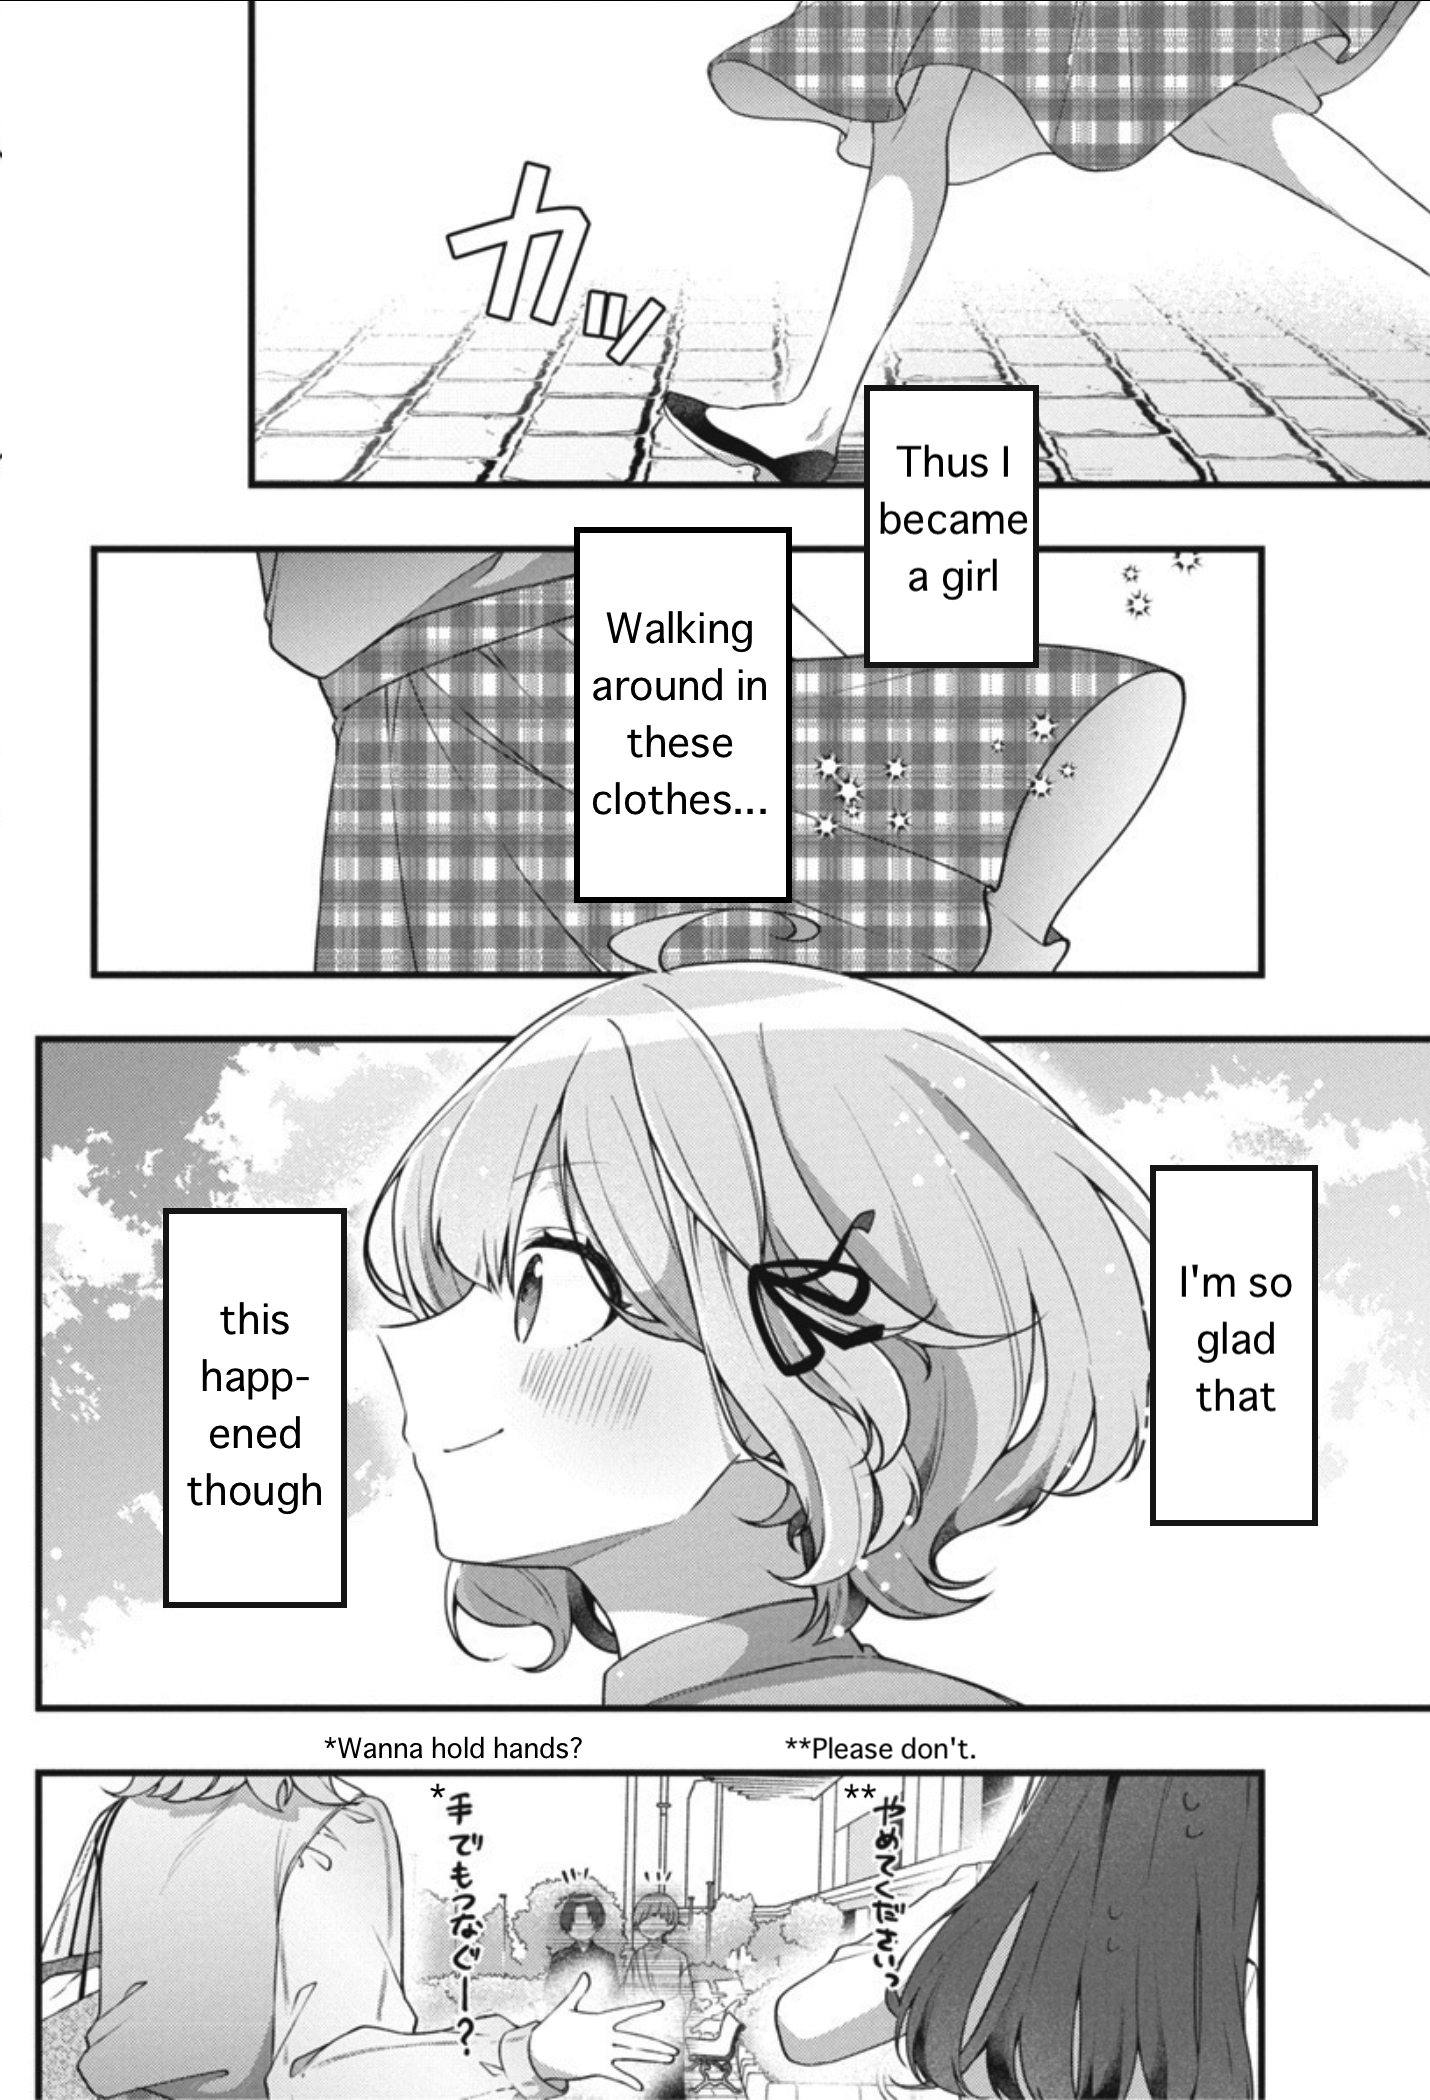 カッ
Thus I
became
a girl
Walking
around in
these
clothes...
I'm so
glad
that
this
happ-
ened
though
*Wanna hold hands?
**Please don't.
**
やめてくださいっ
*
手でもつなぐー?